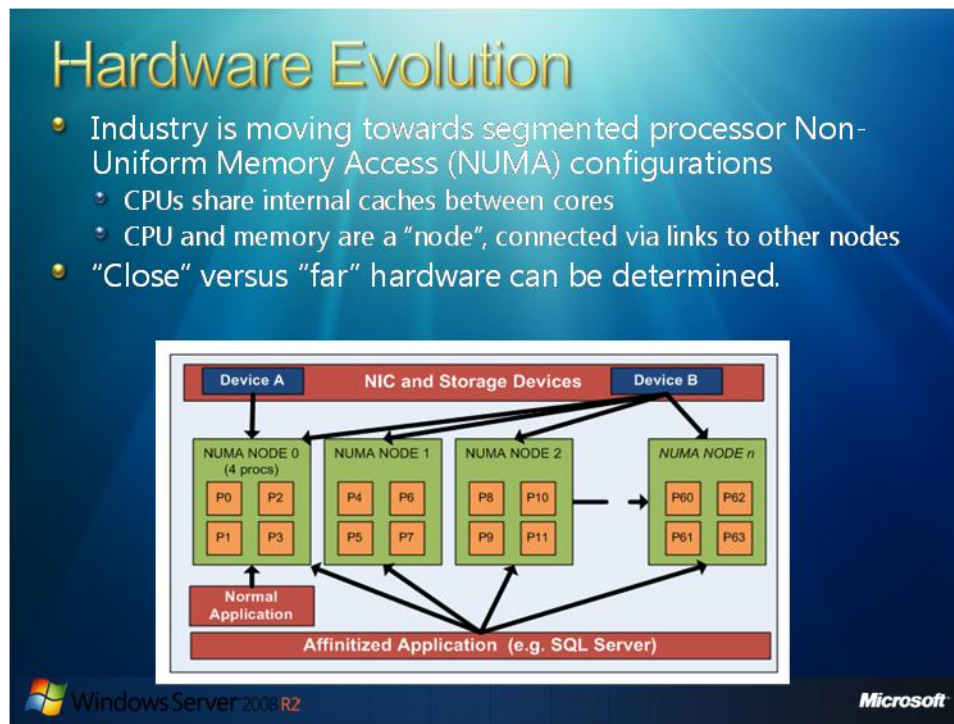 Hardware Evolution
Industry is moving towards segmented processor Non-
Uniform Memory Access (NUMA) configurations
CPUs share internal caches between cores
CPU and memory are a "node", connected via links to other nodes
"Close" versus "far" hardware can be determined.
Device A
NIC and Storage Devices
Device B
NUMA NODE 0
(4 procs)
P0 P2
P1 P3
NUMA NODE 1
P4 P6
P5 P7
NUMA NODE 2
P8 P10
P9 P11
NUMA NODE n
P60 P62
P61 P63
Normal
Application
Affinitized Application (e.g. SQL Server)
Windows Server 2008 R2
Microsoft